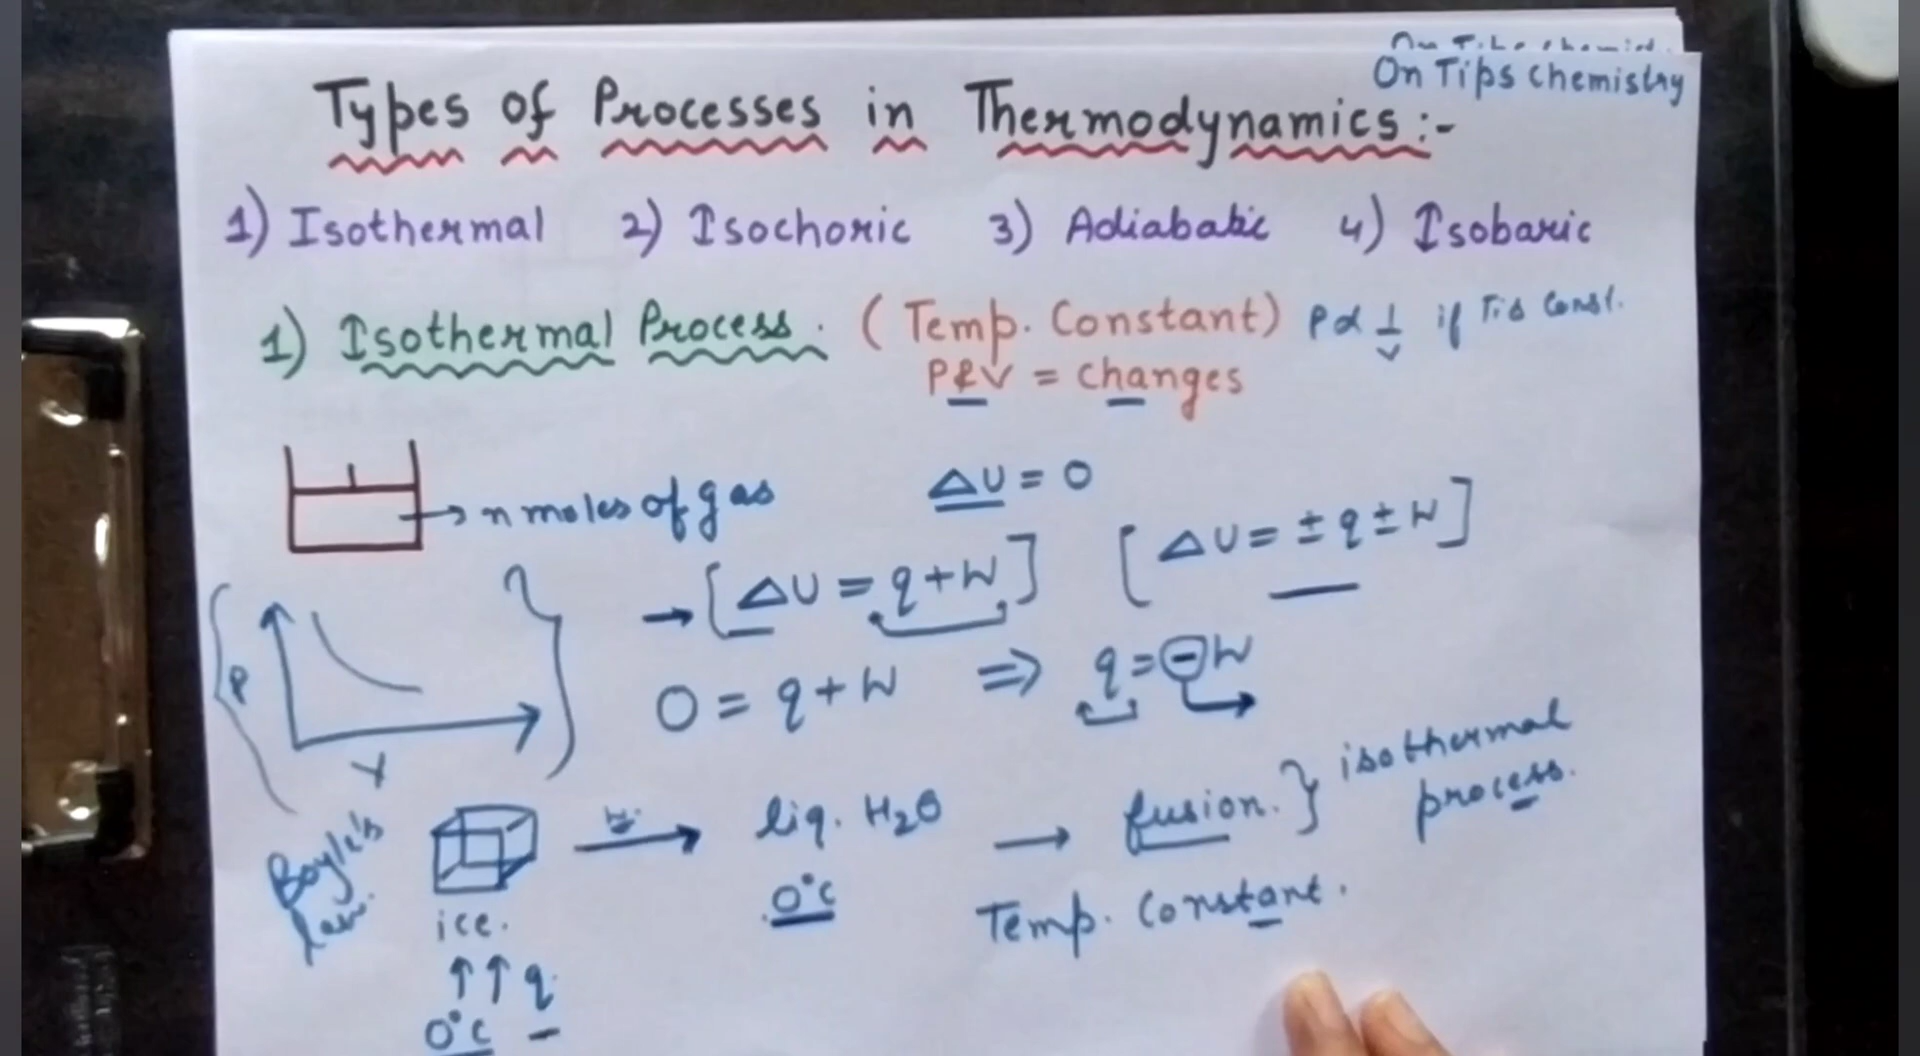 On Tips chemistry
Types of Processes in Thermodynamics:-
1) Isothermal 2) Isochoric 3) Adiabatic 4) Isobaric
1) Isothermal Process. (Temp. Constant) P∝ 1/V if T is Const.
P&V = changes
→ n moles of gas
ΔU = 0
→ [ΔU = q+W] [ΔU = ± q ± W]
0 = q+W ⇒ q = -W
P
V
Boyle's law.
→ liq. H₂O → fusion. } isothermal process.
ice.
0°C
Temp. Constant.
↑↑ q
0°C